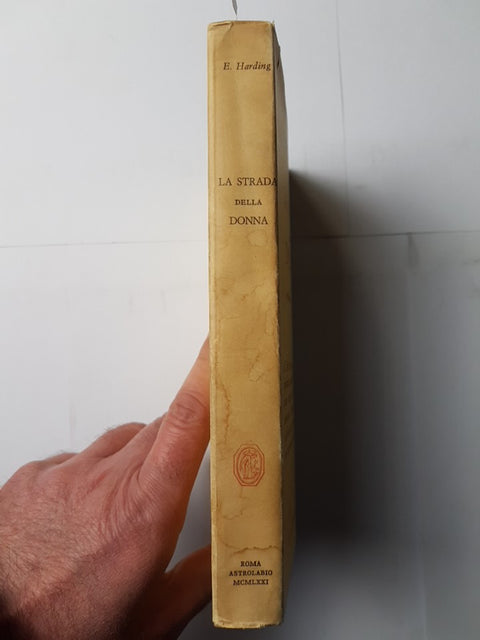 E. Harding
LA STRADA
DELLA
DONNA
ROMA
ASTROLABIO
MCMLXXI